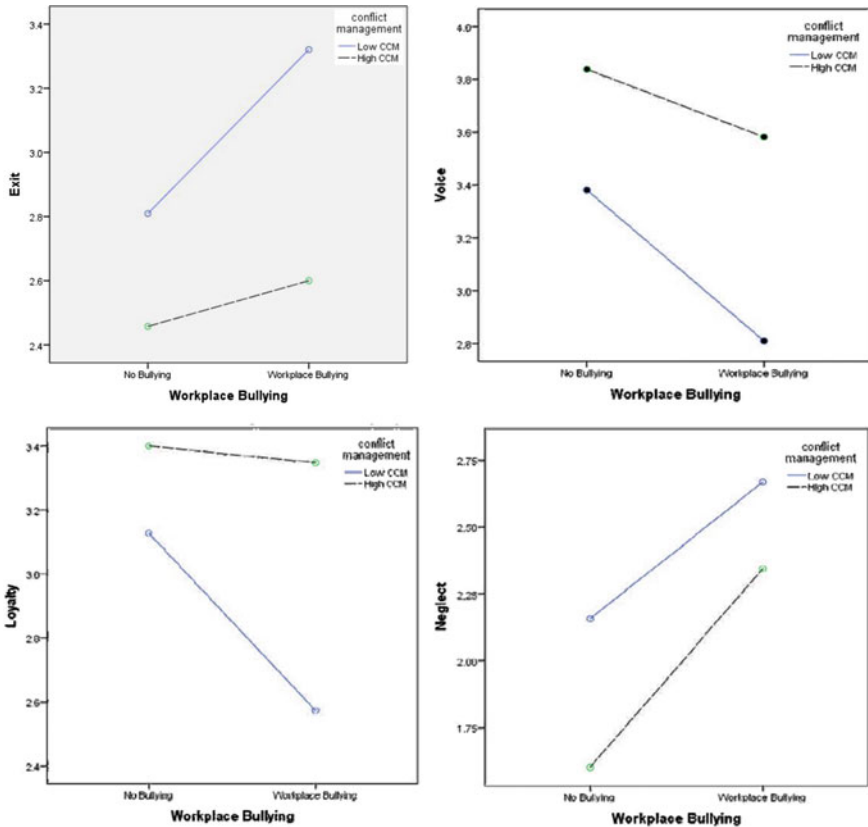 conflict
management
Low CCM
High CCM
3.4
3.2
3.0
2.8
2.6
2.4
Exit
No Bullying
Workplace Bullying
Workplace Bullying
conflict
management
Low CCM
High CCM
4.0
3.8
3.6
3.4
3.2
3.0
2.8
Voice
No Bullying
Workplace Bullying
Workplace Bullying
conflict
management
Low CCM
High CCM
3.4
3.2
3.0
2.8
2.6
2.4
Loyalty
No Bullying
Workplace Bullying
Workplace Bullying
conflict
management
Low CCM
High CCM
2.75
2.50
2.25
2.00
1.75
Neglect
No Bullying
Workplace Bullying
Workplace Bullying